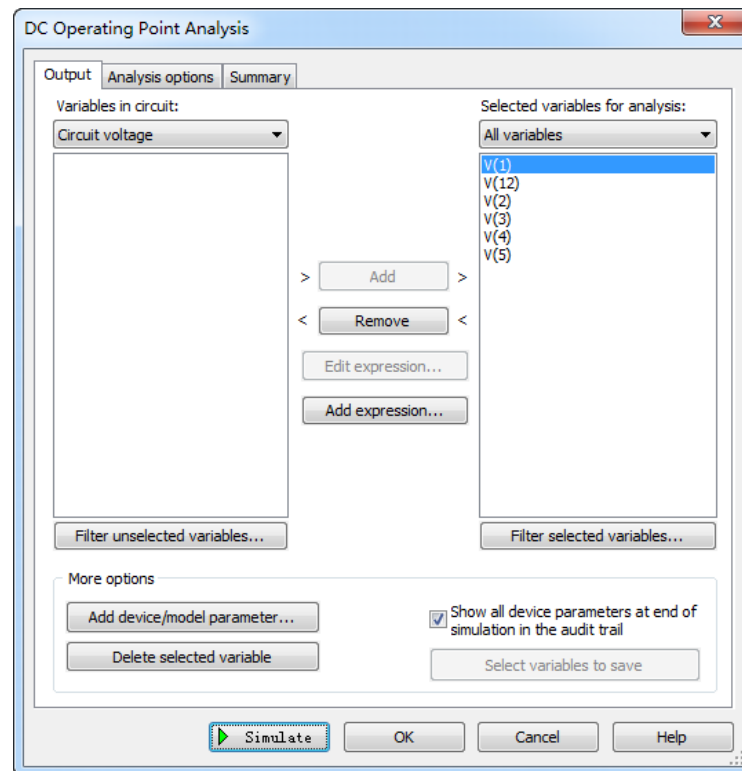 DC Operating Point Analysis
Output
Analysis options
Summary
Variables in circuit:
Circuit voltage
Selected variables for analysis:
All variables
V(1)
V(12)
V(2)
V(3)
V(4)
V(5)
> Add >
< Remove <
Edit expression...
Add expression...
Filter unselected variables...
Filter selected variables...
More options
Add device/model parameter...
Delete selected variable
Show all device parameters at end of
simulation in the audit trail
Select variables to save
Simulate
OK
Cancel
Help